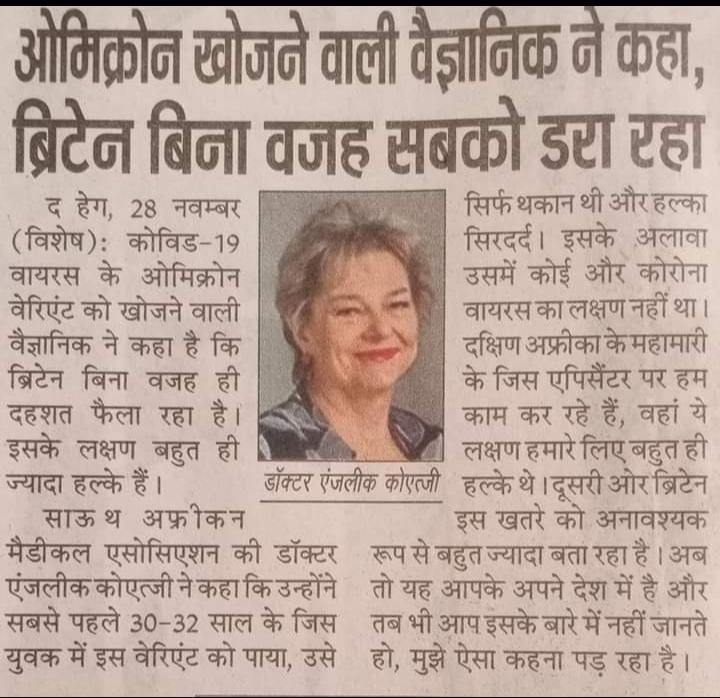 ओमिक्रोन खोजने वाली वैज्ञानिक ने कहा,
ब्रिटेन बिना वजह सबको डरा रहा
द हेग, 28 नवम्बर
(विशेष): कोविड-19
वायरस के ओमिक्रोन
वेरिएंट को खोजने वाली
वैज्ञानिक ने कहा है कि
ब्रिटेन बिना वजह ही
दहशत फैला रहा है।
इसके लक्षण बहुत ही
ज्यादा हल्के हैं।
साऊथ अफ्रीकन
मैडीकल एसोसिएशन की डॉक्टर
एंजलीक कोएत्जी ने कहा कि उन्होंने
सबसे पहले 30-32 साल के जिस
युवक में इस वेरिएंट को पाया, उसे
डॉक्टर एंजलीक कोएत्जी
सिर्फ थकान थी और हल्का
सिरदर्द। इसके अलावा
उसमें कोई और कोरोना
वायरस का लक्षण नहीं था।
दक्षिण अफ्रीका के महामारी
के जिस एपिसैंटर पर हम
काम कर रहे हैं, वहां ये
लक्षण हमारे लिए बहुत ही
हल्के थे। दूसरी ओर ब्रिटेन
इस खतरे को अनावश्यक
रूप से बहुत ज्यादा बता रहा है। अब
तो यह आपके अपने देश में है और
तब भी आप इसके बारे में नहीं जानते
हो, मुझे ऐसा कहना पड़ रहा है।